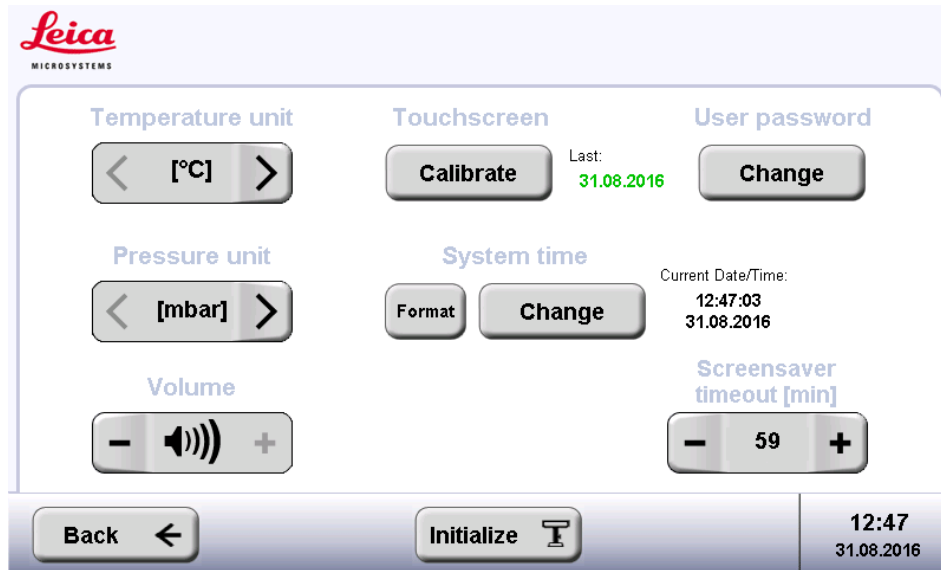 Leica
MICROSYSTEMS
Temperature unit
[°C]
Touchscreen
Calibrate
Last:
31.08.2016
User password
Change
Pressure unit
[mbar]
System time
Format
Change
Current Date/Time:
12:47:03
31.08.2016
Volume
Screensaver
timeout [min]
59
Back
Initialize
12:47
31.08.2016